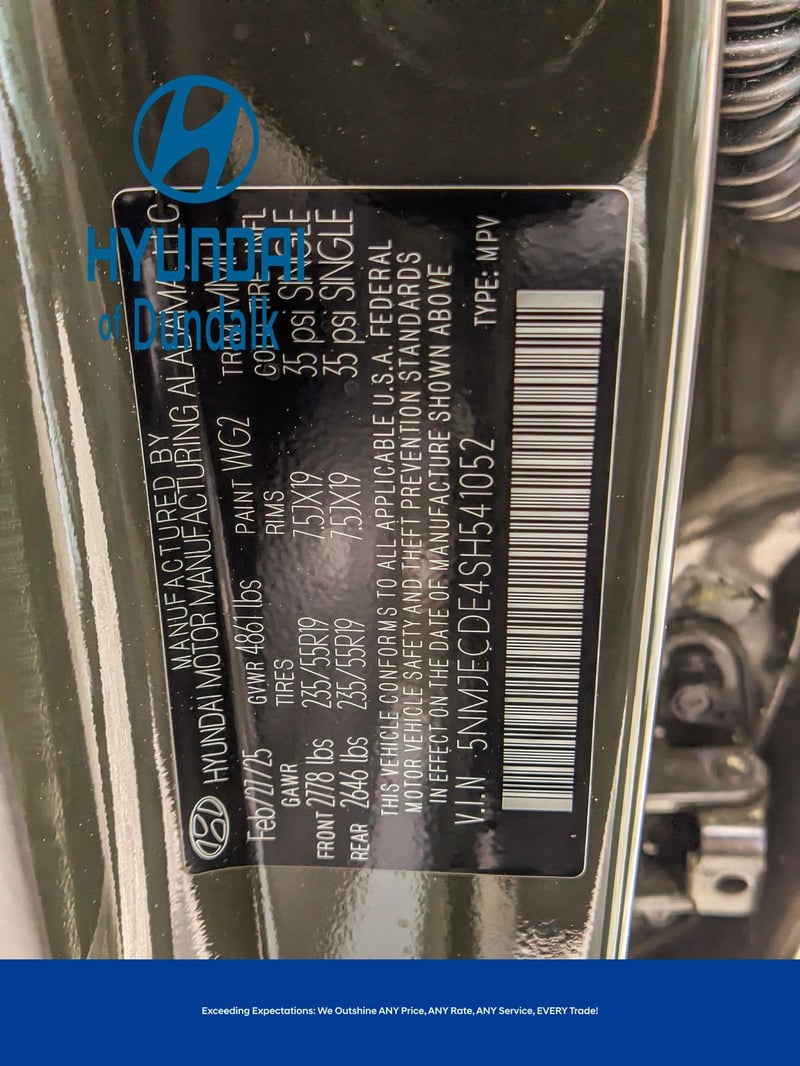 HYUNDAI
of Dundalk
MANUFACTURED BY
HYUNDAI MOTOR MANUFACTURING ALABAMA LLC
Feb/27/25 GVWR 4861 lbs PAINT WG2
GAWR TIRES RIMS
FRONT 2778 lbs 235/55R19 7.5JX19 35 psi SINGLE
REAR 2646 lbs 235/55R19 7.5JX19 35 psi SINGLE
THIS VEHICLE CONFORMS TO ALL APPLICABLE U.S.A. FEDERAL
MOTOR VEHICLE SAFETY AND THEFT PREVENTION STANDARDS
IN EFFECT ON THE DATE OF MANUFACTURE SHOWN ABOVE
V.I.N 5NMJECDE4SH541052
TYPE: MPV
Exceeding Expectations: We Outshine ANY Price, ANY Rate, ANY Service, EVERY Trade!